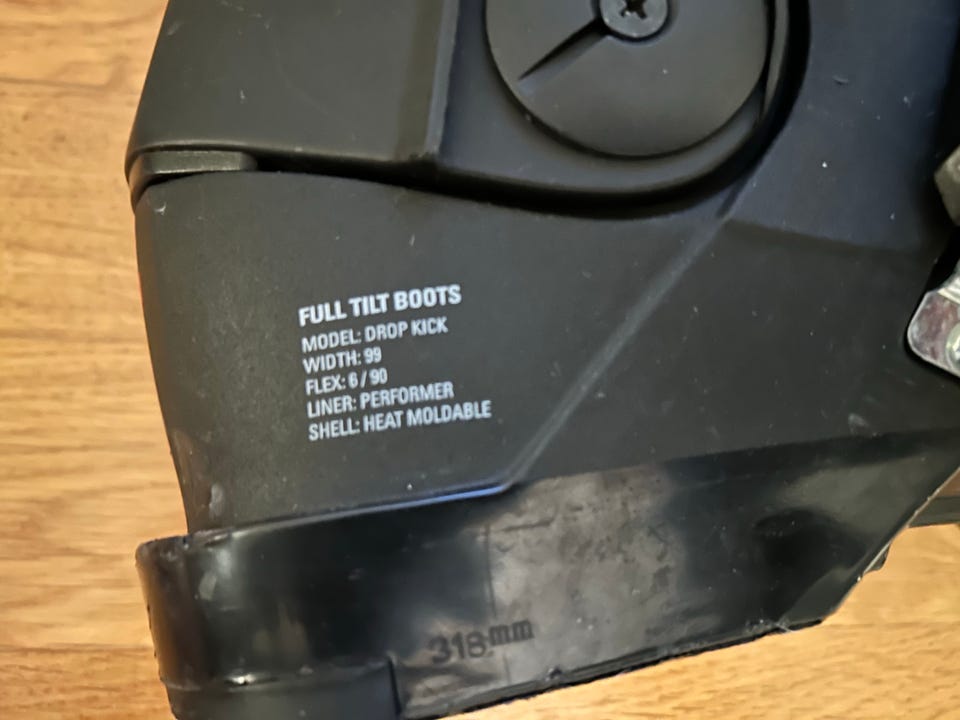 FULL TILT BOOTS
MODEL: DROP KICK
WIDTH: 99
FLEX: 6 / 90
LINER: PERFORMER
SHELL: HEAT MOLDABLE
318mm